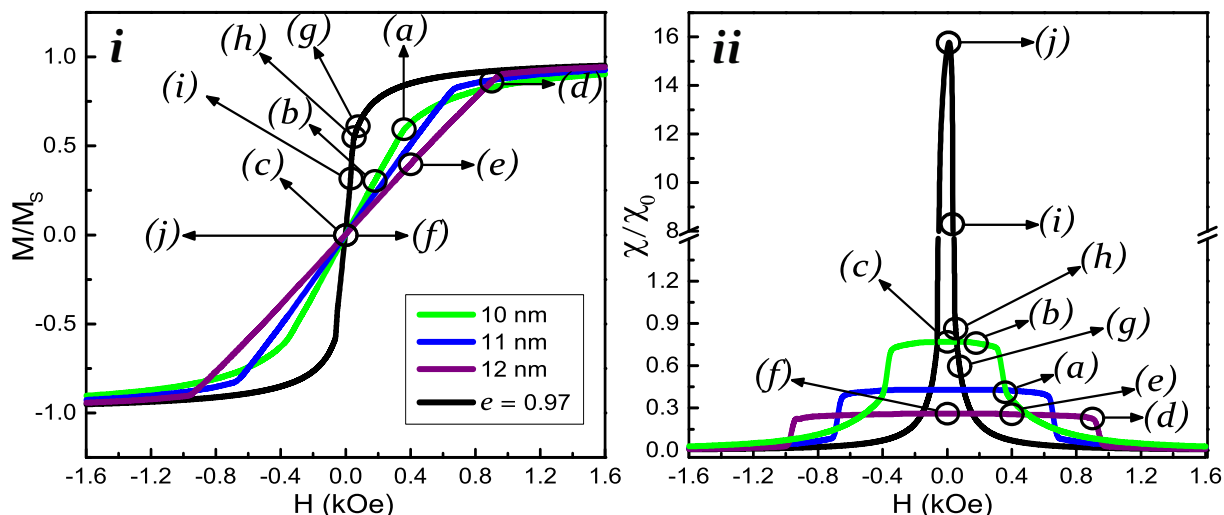 i
M/M_S
1.0
0.5
0.0
-0.5
-1.0
(g)
(a)
(h)
(i)
(b)
(d)
(c)
(e)
(j)
(f)
10 nm
11 nm
12 nm
e = 0.97
-1.6 -1.2 -0.8 -0.4 0.0 0.4 0.8 1.2 1.6
H (kOe)
ii
χ/χ_0
16
14
12
10
8
1.2
0.9
0.6
0.3
0.0
(j)
(i)
(c)
(h)
(b)
(g)
(f)
(a)
(e)
(d)
-1.6 -1.2 -0.8 -0.4 0.0 0.4 0.8 1.2 1.6
H (kOe)